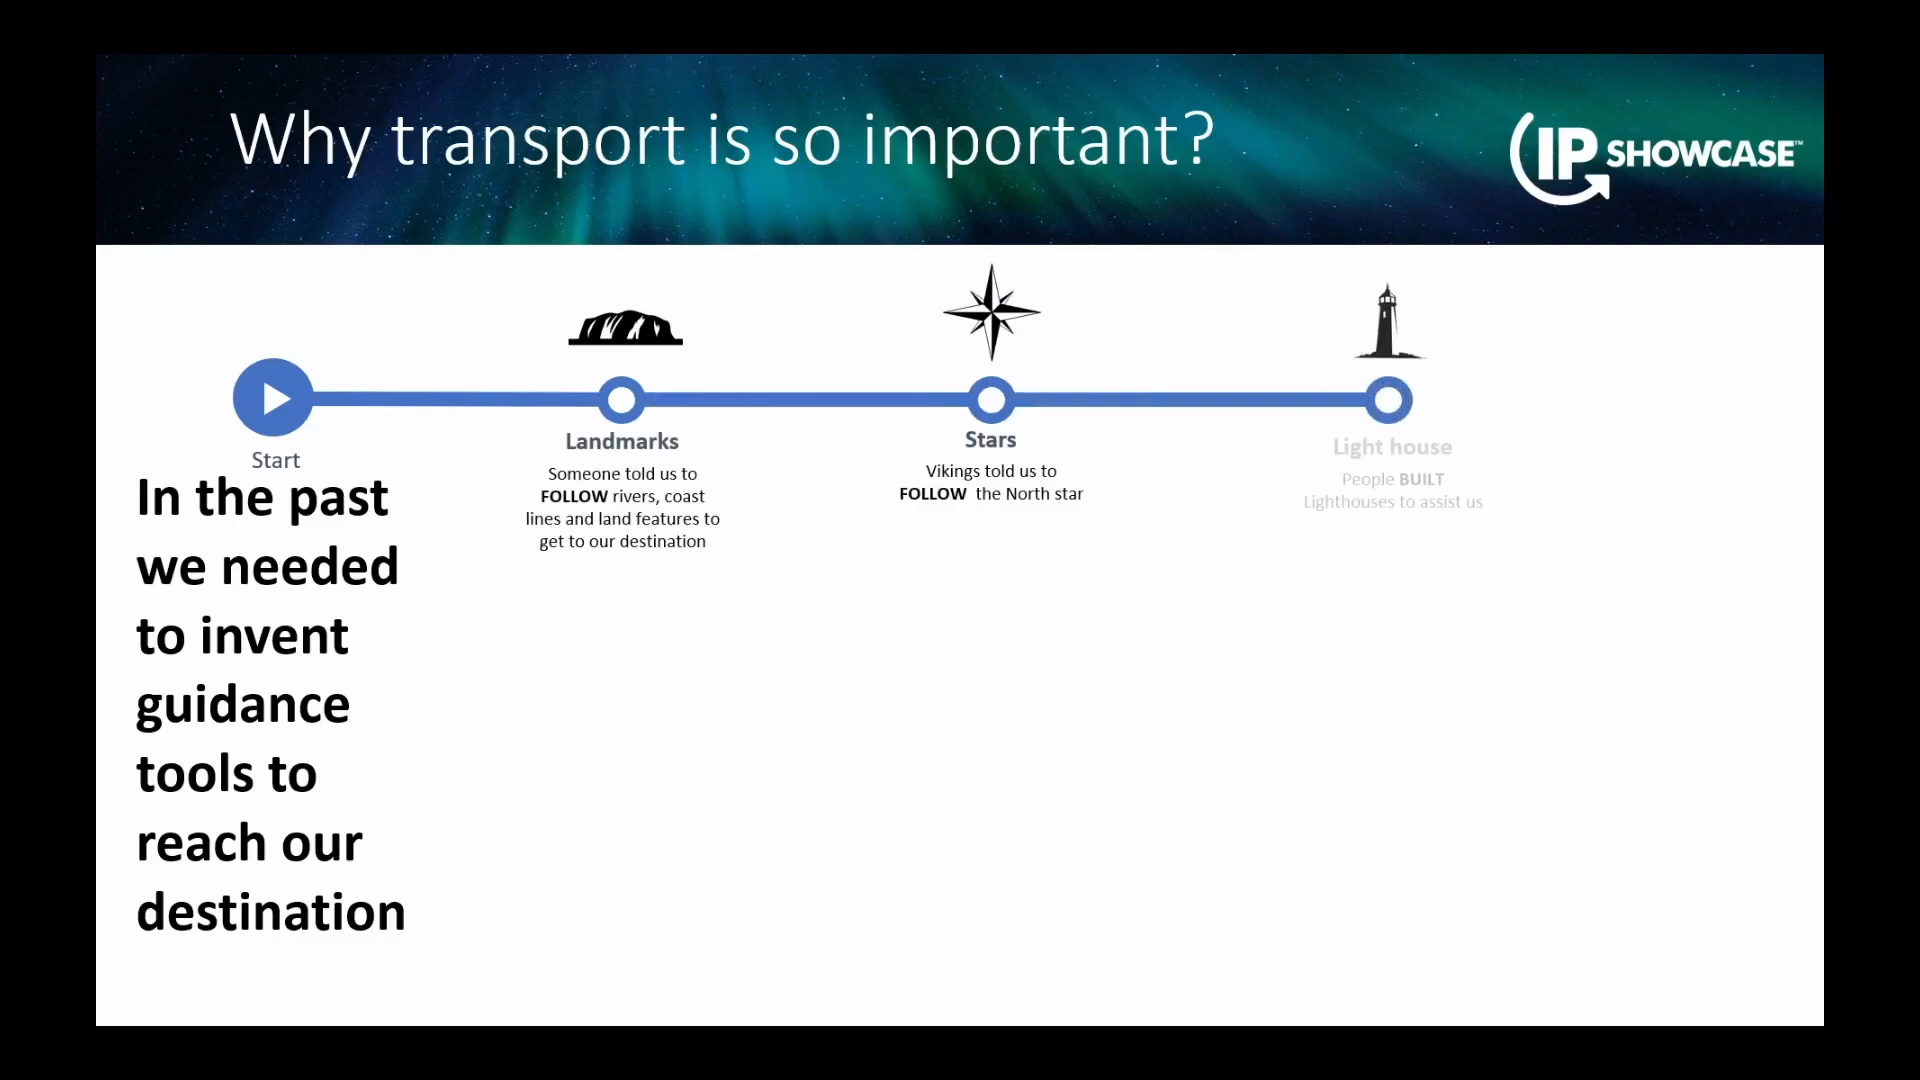 Why transport is so important?
IP SHOWCASE™
Start
In the past
we needed
to invent
guidance
tools to
reach our
destination
Landmarks
Someone told us to
FOLLOW rivers, coast
lines and land features to
get to our destination
Stars
Vikings told us to
FOLLOW the North star
Light house
People BUILT
Lighthouses to assist us